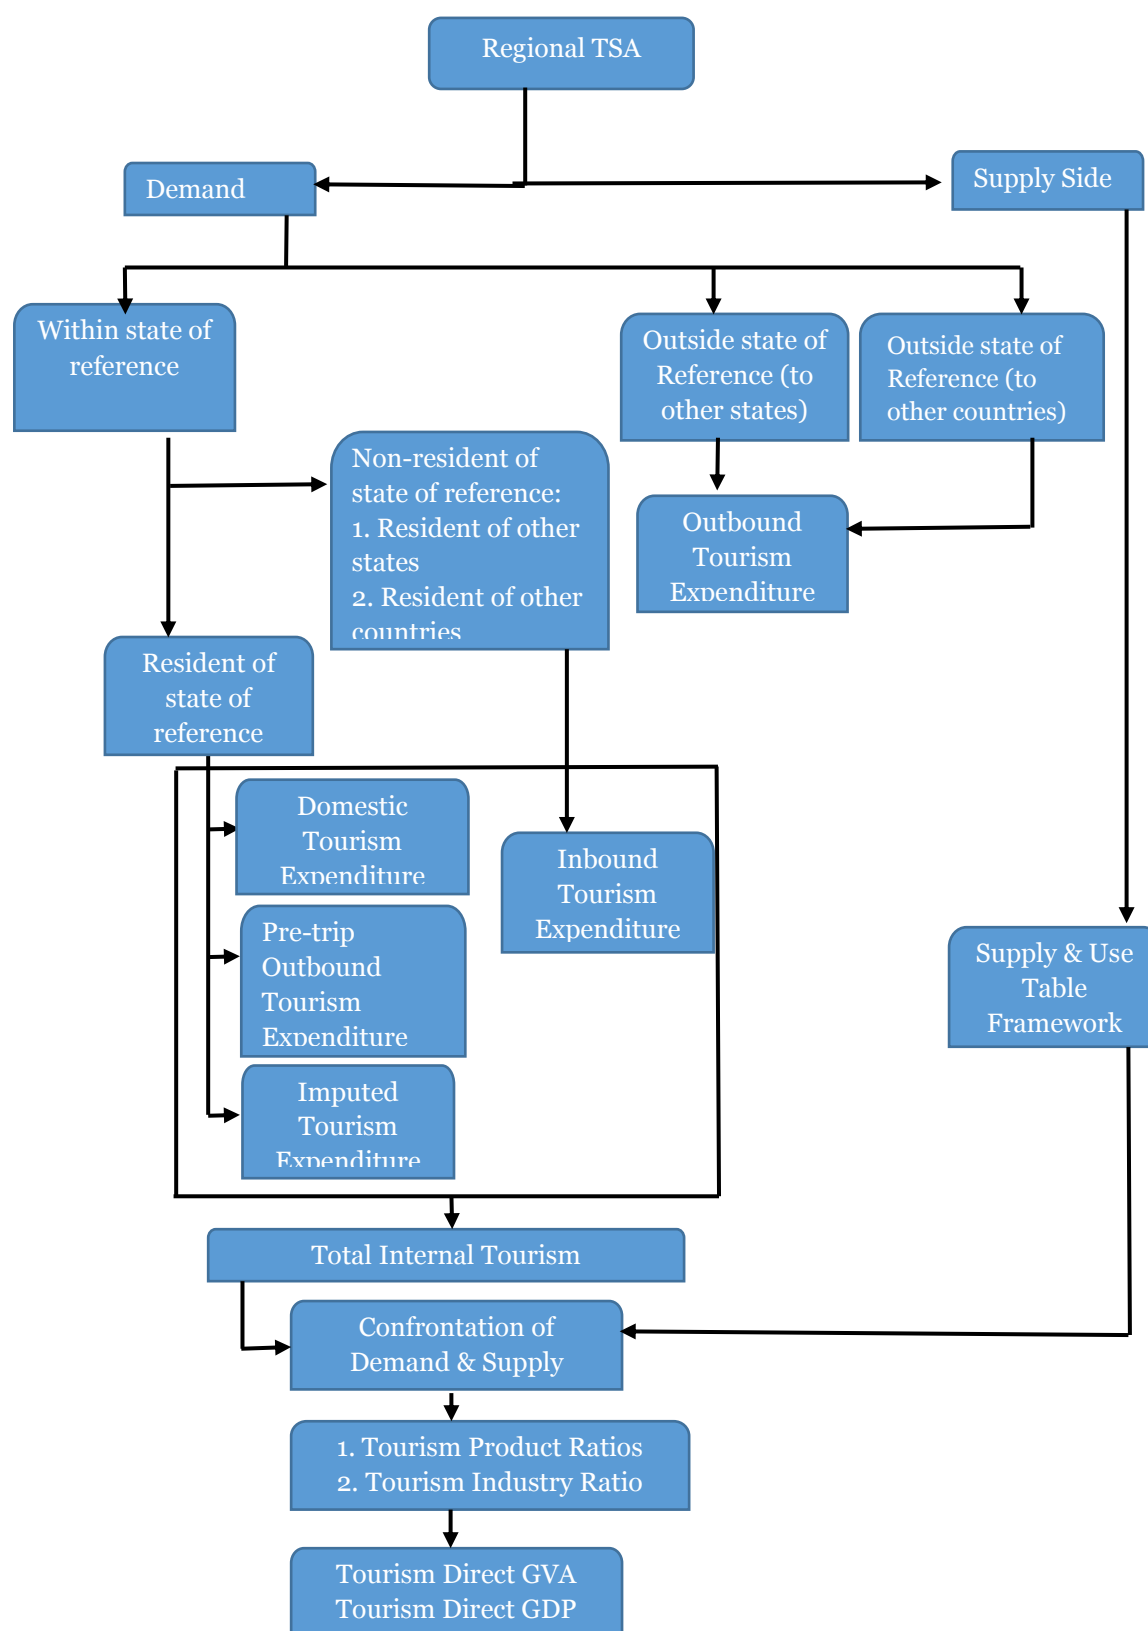 Regional TSA
Demand
Supply Side
Within state of
reference
Outside state of
Reference (to
other states)
Outside state of
Reference (to
other countries)
Non-resident of
state of reference:
1. Resident of other
states
2. Resident of other
countries
Outbound
Tourism
Expenditure
Resident of
state of
reference
Domestic
Tourism
Expenditure
Inbound
Tourism
Expenditure
Pre-trip
Outbound
Tourism
Expenditure
Supply & Use
Table
Framework
Imputed
Tourism
Expenditure
Total Internal Tourism
Confrontation of
Demand & Supply
1. Tourism Product Ratios
2. Tourism Industry Ratio
Tourism Direct GVA
Tourism Direct GDP